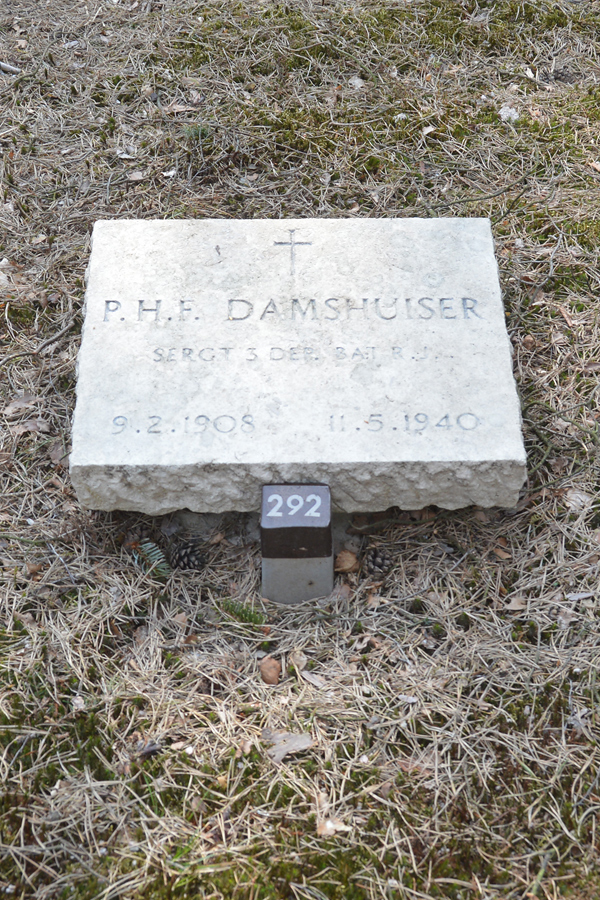 P.H.F. DAMSHUISER
SERGT 3 DEP. BAT R.J.
9.2.1908 11.5.1940
292